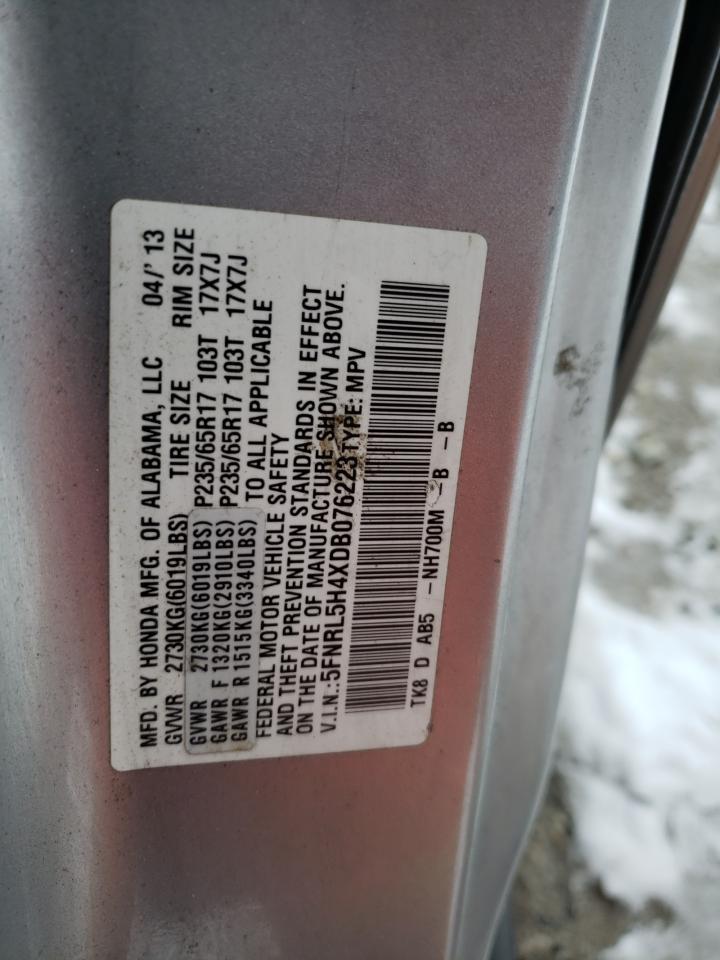 MFD. BY HONDA MFG. OF ALABAMA, LLC 04/' 13
GVWR 2730KG(6019LBS) TIRE SIZE RIM SIZE
GVWR 2730KG(6019LBS) P235/65R17 103T 17X7J
GAWR F 1320KG(2910LBS) P235/65R17 103T 17X7J
GAWR R 1515KG(3340LBS) TO ALL APPLICABLE
FEDERAL MOTOR VEHICLE SAFETY
AND THEFT PREVENTION STANDARDS IN EFFECT
ON THE DATE OF MANUFACTURE SHOWN ABOVE.
V.I.N.:5FNRL5H4XDB076223 TYPE: MPV
TK8 D AB5 -NH700M -B -B